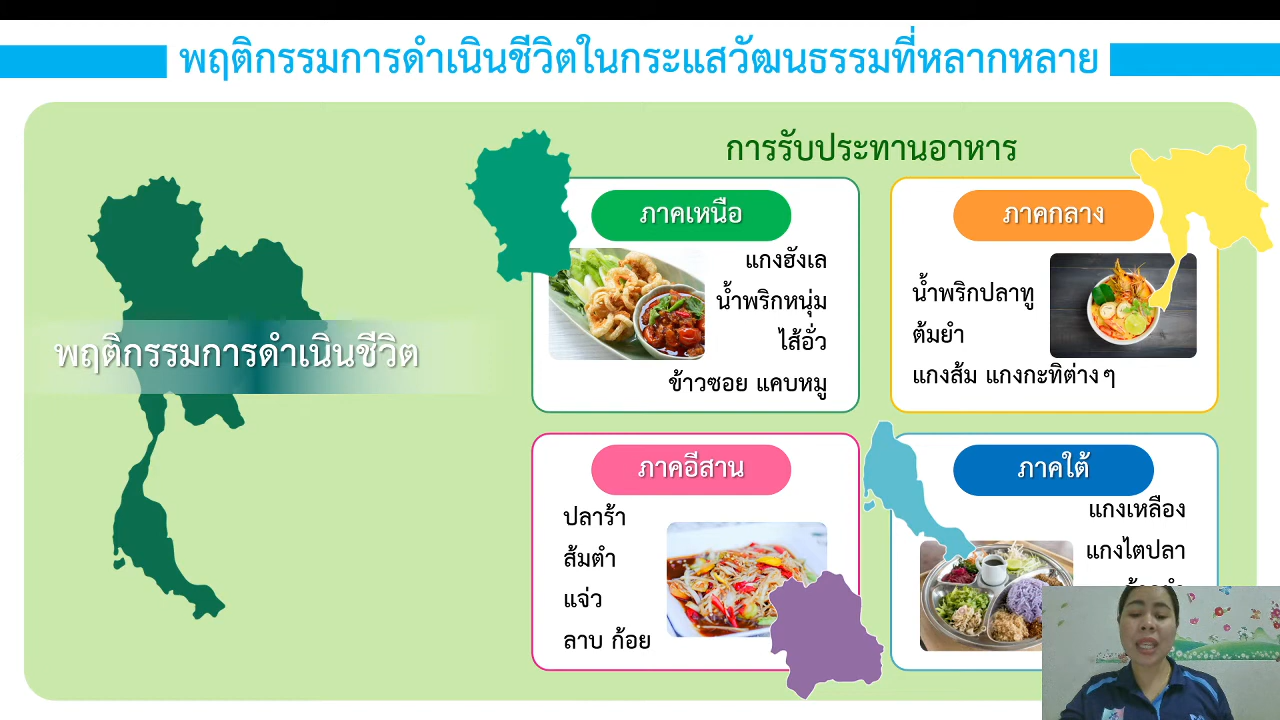 พฤติกรรมการดำเนินชีวิตในกระแสวัฒนธรรมที่หลากหลาย
พฤติกรรมการดำเนินชีวิต
การรับประทานอาหาร
ภาคเหนือ
แกงฮังเล
น้ำพริกหนุ่ม
ไส้อั่ว
ข้าวซอย แคบหมู
ภาคกลาง
น้ำพริกปลาทู
ต้มยำ
แกงส้ม แกงกะทิต่างๆ
ภาคอีสาน
ปลาร้า
ส้มตำ
แจ่ว
ลาบ ก้อย
ภาคใต้
แกงเหลือง
แกงไตปลา